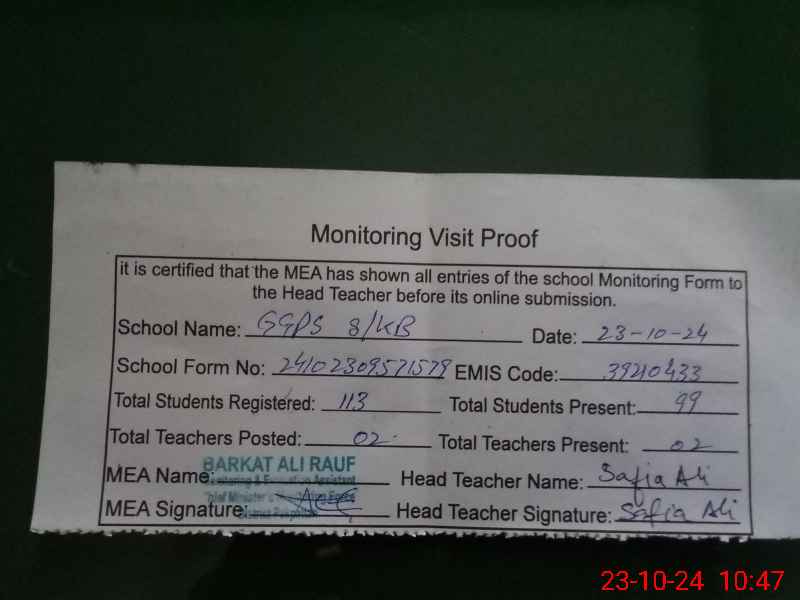 Monitoring Visit Proof
it is certified that the MEA has shown all entries of the school Monitoring Form to
the Head Teacher before its online submission.
School Name: GGPS 8/KB Date: 23-10-24
School Form No: 24102309571579 EMIS Code: 39210433
Total Students Registered: 113 Total Students Present: 99
Total Teachers Posted: 02 Total Teachers Present: 02
BARKAT ALI RAUF
MEA Name: Monitoring & Evaluation Assistant Head Teacher Name: Safia Ali
MEA Signature: Head Teacher Signature: Safia Ali
23-10-24 10:47